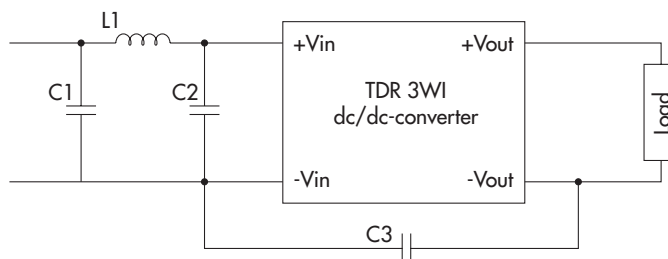 L1
+Vin
+Vout
C1
C2
TDR 3WI
dc/dc-converter
Load
-Vin
-Vout
C3